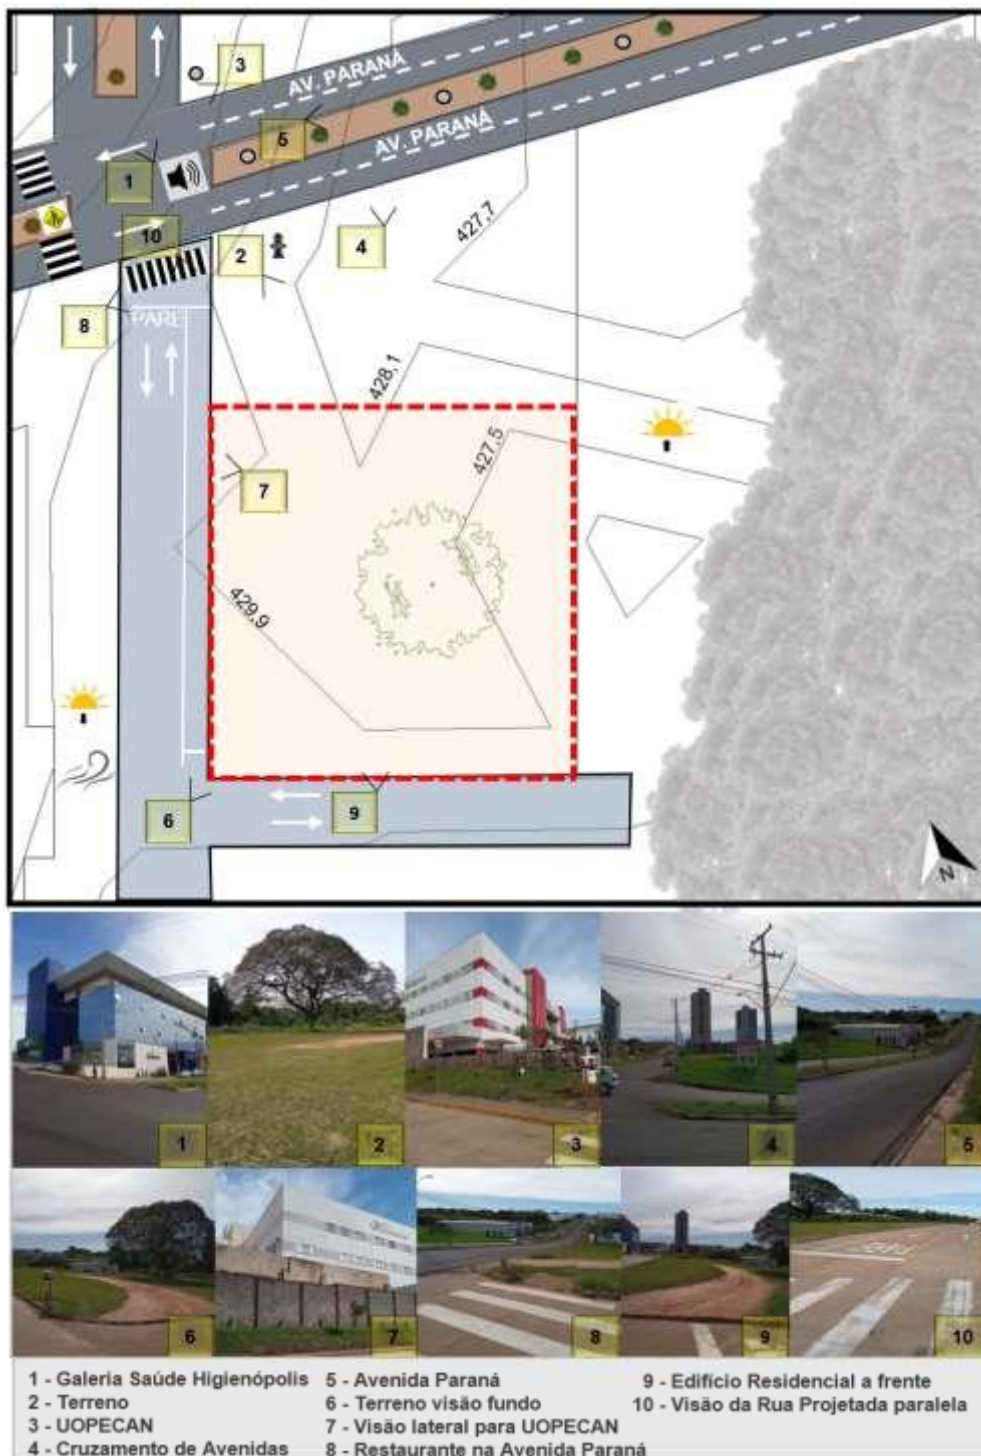 3
AV. PARANÁ
5
AV. PARANÁ
1
10
2
4
427,7
8
PARE
428,1
427,5
7
429,9
6
9
N
1
2
3
4
5
6
7
8
9
10
1 - Galeria Saúde Higienópolis
2 - Terreno
3 - UOPECAN
4 - Cruzamento de Avenidas
5 - Avenida Paraná
6 - Terreno visão fundo
7 - Visão lateral para UOPECAN
8 - Restaurante na Avenida Paraná
9 - Edifício Residencial a frente
10 - Visão da Rua Projetada paralela